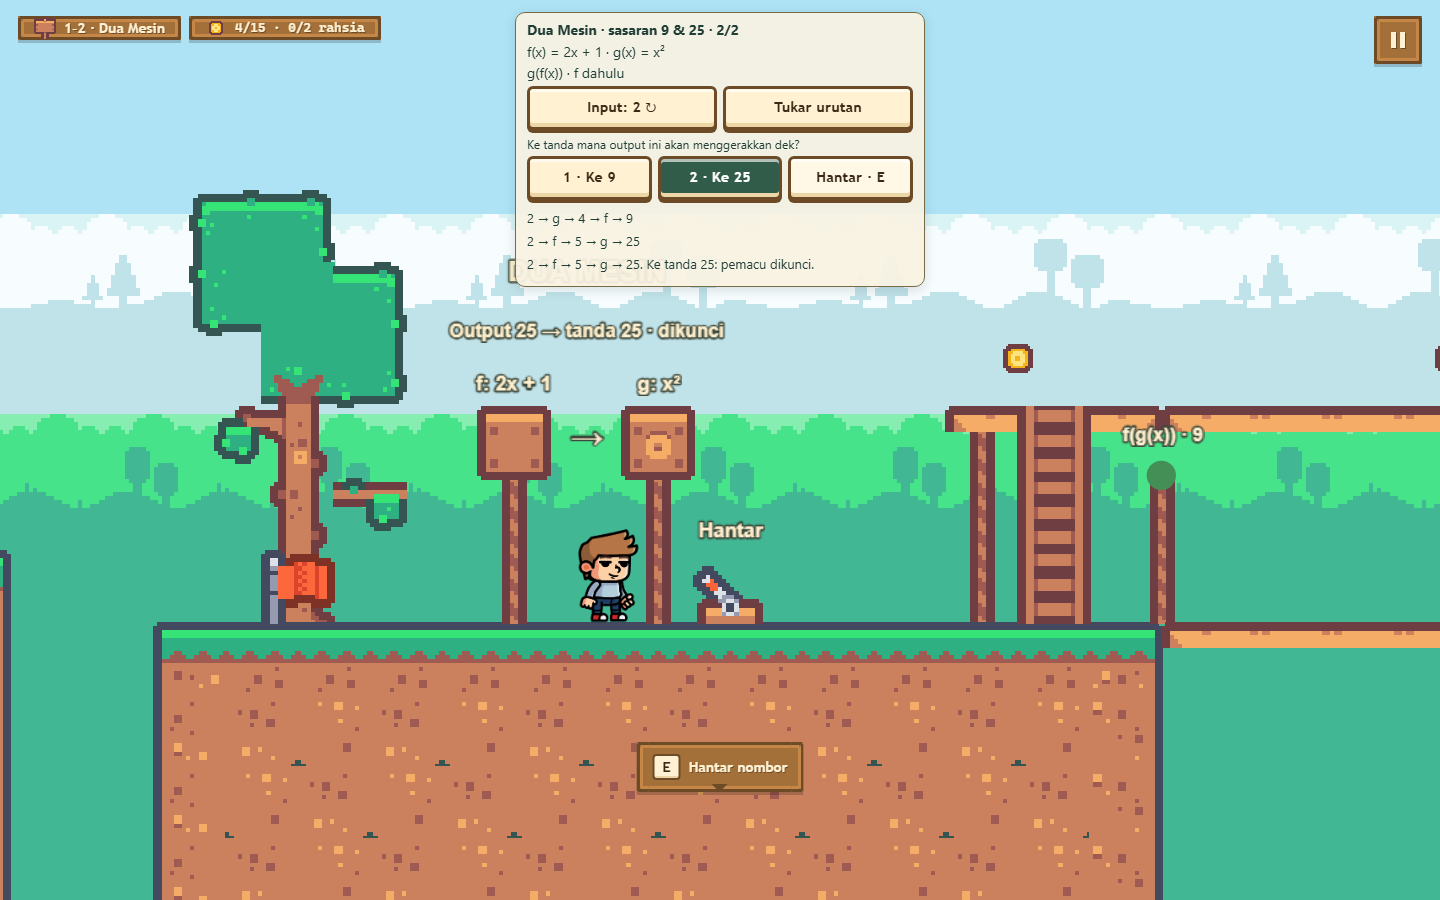 1-2 · Dua Mesin
4/15 · 0/2 rahsia
Dua Mesin · sasaran 9 & 25 · 2/2
f(x) = 2x + 1 · g(x) = x²
g(f(x)) · f dahulu
Input: 2 ↻
Tukar urutan
Ke tanda mana output ini akan menggerakkan dek?
1 · Ke 9
2 · Ke 25
Hantar · E
2 → g → 4 → f → 9
2 → f → 5 → g → 25
2 → f → 5 → g → 25. Ke tanda 25: pemacu dikunci.
DUA MESIN
Output 25 → tanda 25 · dikunci
f: 2x + 1
g: x²
→
f(g(x)) · 9
Hantar
E Hantar nombor